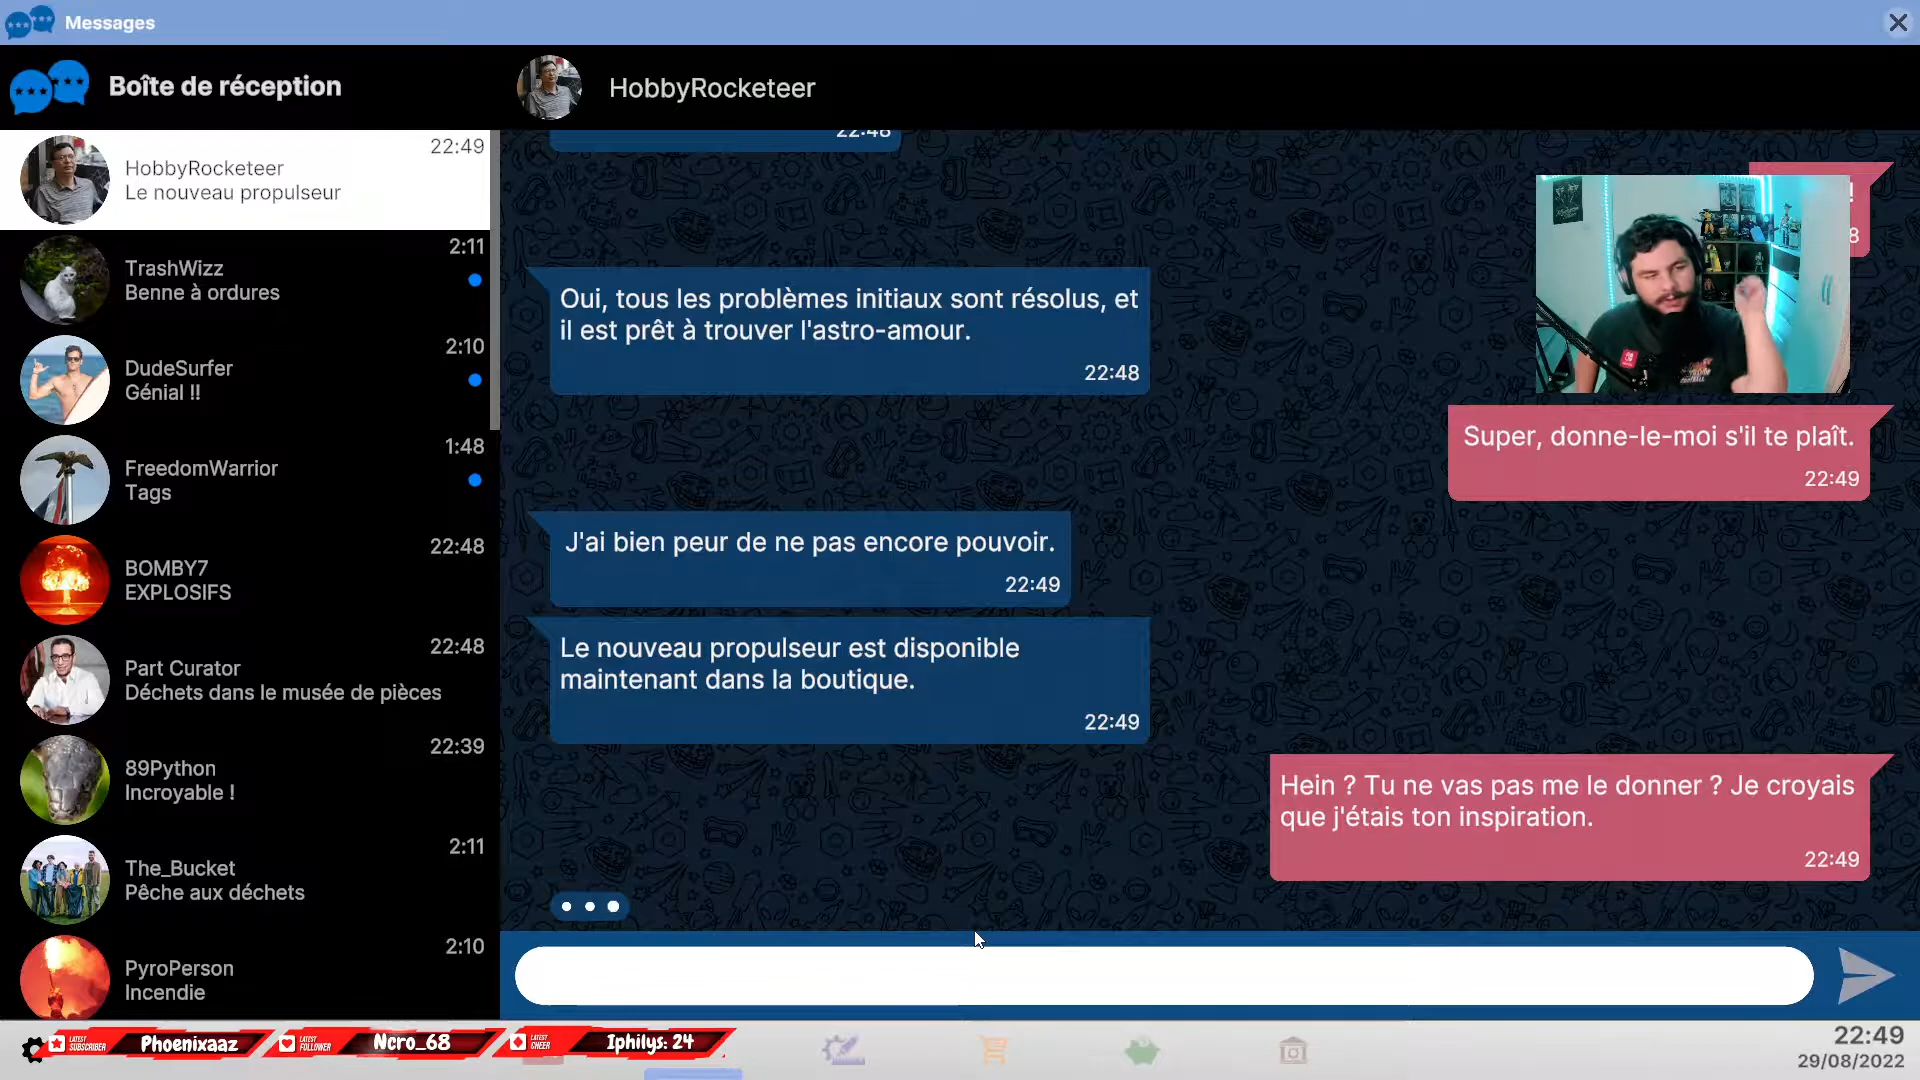 Messages
Boîte de réception
HobbyRocketeer
22:49
HobbyRocketeer
Le nouveau propulseur
2:11
TrashWizz
Benne à ordures
2:10
DudeSurfer
Génial !!
1:48
FreedomWarrior
Tags
22:48
BOMBY7
EXPLOSIFS
22:48
Part Curator
Déchets dans le musée de pièces
22:39
89Python
Incroyable !
2:11
The_Bucket
Pêche aux déchets
2:10
PyroPerson
Incendie
22:48
!
8
Oui, tous les problèmes initiaux sont résolus, et
il est prêt à trouver l'astro-amour.
22:48
Super, donne-le-moi s'il te plaît.
22:49
J'ai bien peur de ne pas encore pouvoir.
22:49
Le nouveau propulseur est disponible
maintenant dans la boutique.
22:49
Hein ? Tu ne vas pas me le donner ? Je croyais
que j'étais ton inspiration.
22:49
LATEST
SUBSCRIBER
Phoenixaaz
LATEST
FOLLOWER
Ncro_68
LATEST
CHEER
Iphilys: 24
22:49
29/08/2022